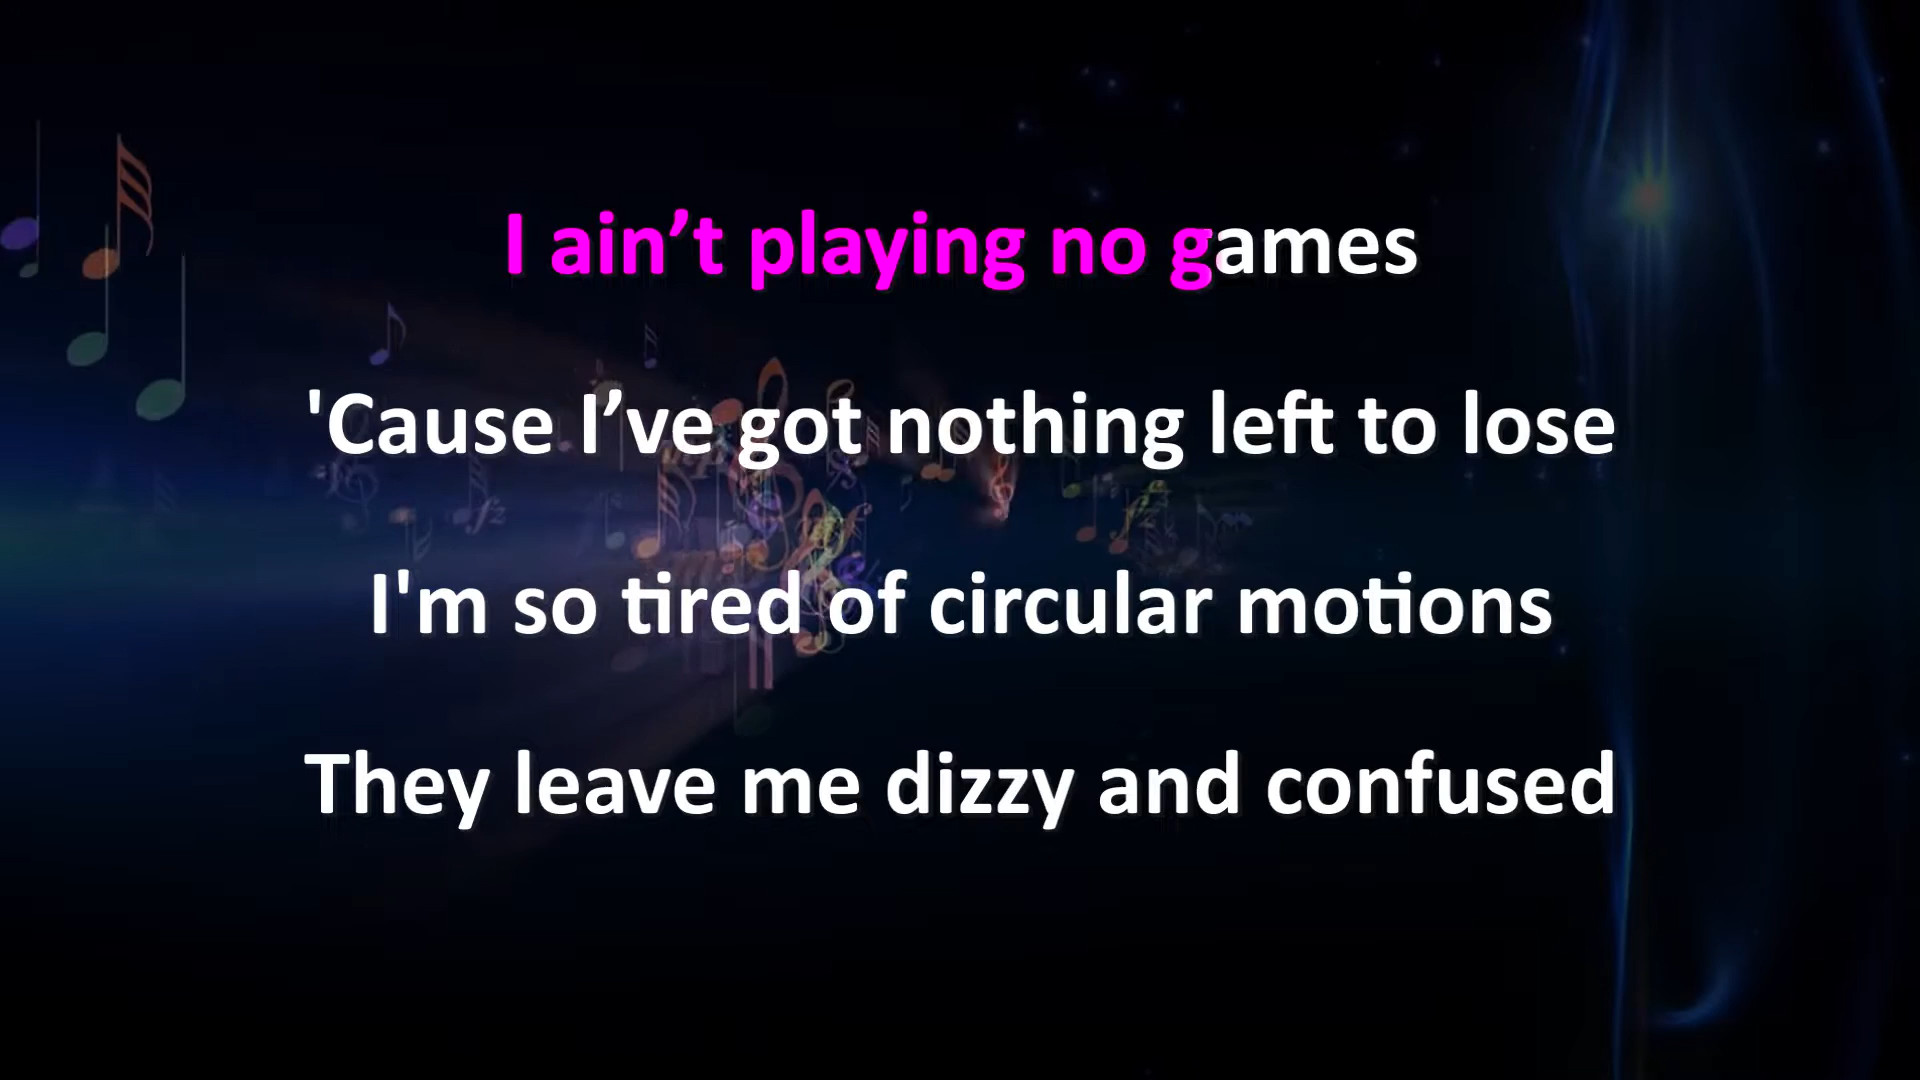 I ain’t playing no games
'Cause I’ve got nothing left to lose
I'm so tired of circular motions
They leave me dizzy and confused